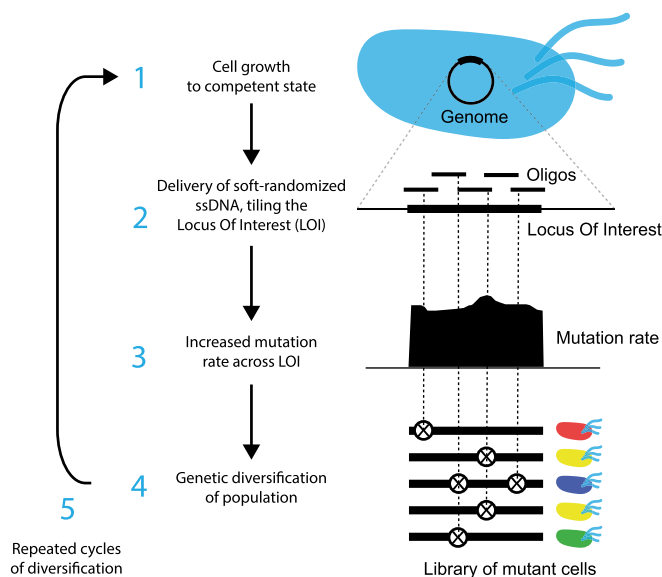 1
Cell growth
to competent state
Genome
2
Delivery of soft-randomized
ssDNA, tiling the
Locus Of Interest (LOI)
Oligos
Locus Of Interest
3
Increased mutation
rate across LOI
Mutation rate
4
Genetic diversification
of population
5
Repeated cycles
of diversification
Library of mutant cells